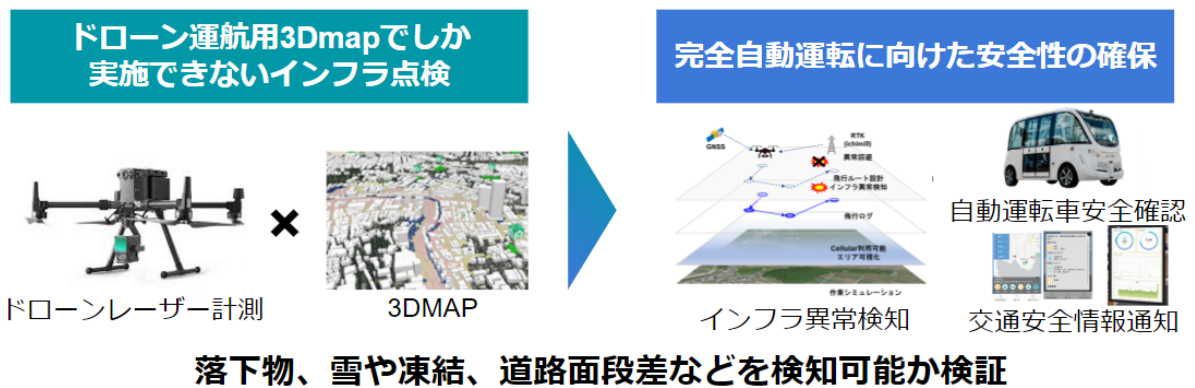 ドローン運航用3Dmapでしか
実施できないインフラ点検
完全自動運転に向けた安全性の確保
GNSS
RTK
(ichimill)
異常回避
飛行ルート設計
インフラ異常検知
飛行ログ
Cellular利用可能
エリア可視化
作業シミュレーション
自動運転車安全確認
ドローンレーザー計測
×
3DMAP
インフラ異常検知
交通安全情報通知
落下物、雪や凍結、道路面段差などを検知可能か検証